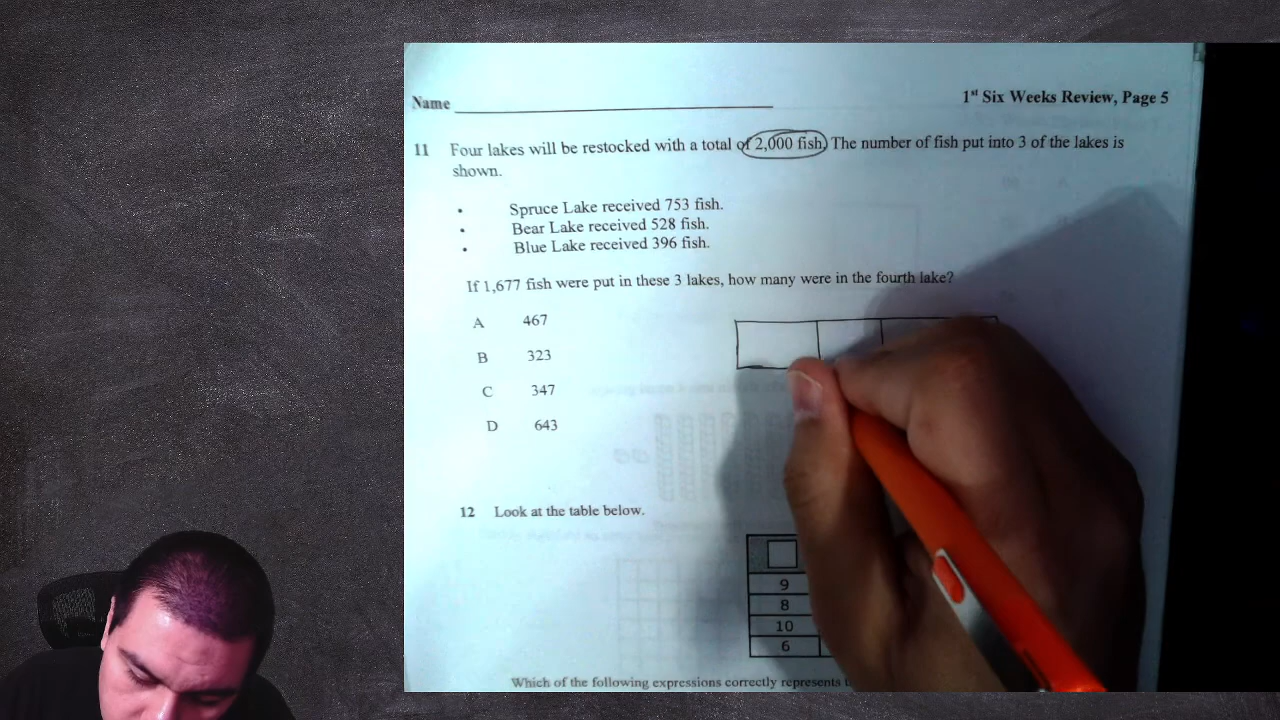 Name
1st Six Weeks Review, Page 5
11 Four lakes will be restocked with a total of 2,000 fish. The number of fish put into 3 of the lakes is
shown.
• Spruce Lake received 753 fish.
• Bear Lake received 528 fish.
• Blue Lake received 396 fish.
If 1,677 fish were put in these 3 lakes, how many were in the fourth lake?
A 467
B 323
C 347
D 643
12 Look at the table below.
9
8
10
6
Which of the following expressions correctly represents